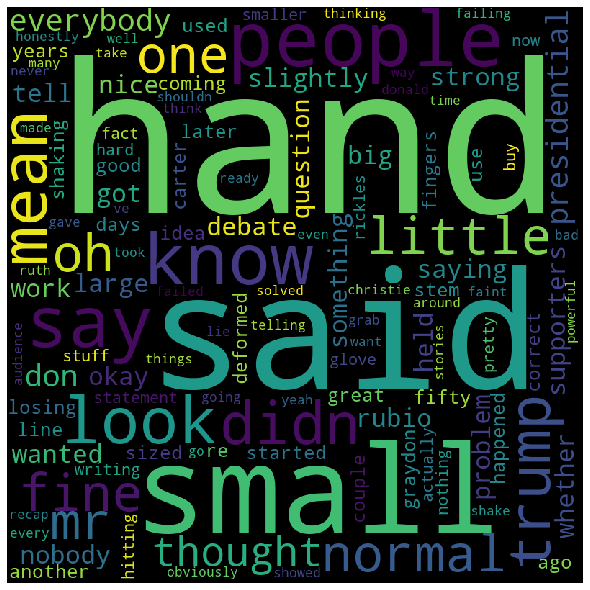 everybody used smaller thinking failing
honestly well
years take one people
many
never nice coming slightly strong now
tell shouldn way
made think donald time
hand
fact later
shaking hard good carter question big fingers use buy presidential
got
mean days ready rickles
gave ve debate even bad
ruth took idea little
oh know something
work large failed solved christie around faint powerful
saying stem
held supporters correct
said
say deformed telling grab want stories pretty
audience stuff things lie glove
don okay great fifty
look didn rubio
losing statement going yeah
line sized gore started couple problem happened whether
wanted graydon actually nothing
small
fine writing
mr hitting
recap shake trump
every
nobody thought normal ago
another obviously showed